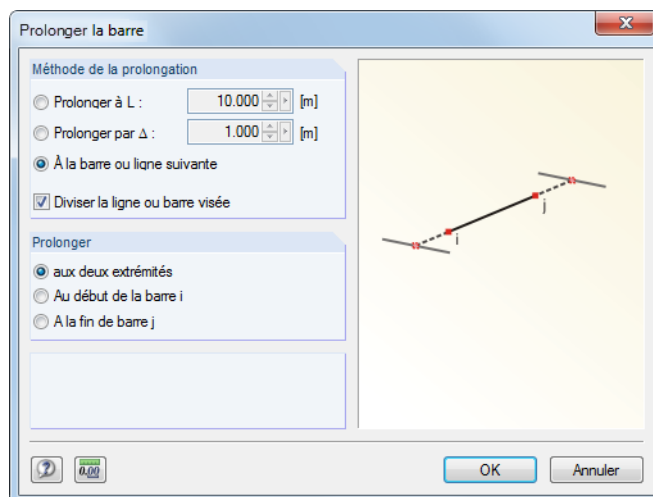 Prolonger la barre
Méthode de la prolongation
Prolonger à L : 10.000 [m]
Prolonger par Δ : 1.000 [m]
À la barre ou ligne suivante
Diviser la ligne ou barre visée
Prolonger
aux deux extrémités
Au début de la barre i
A la fin de barre j
i
j
0.00
OK
Annuler